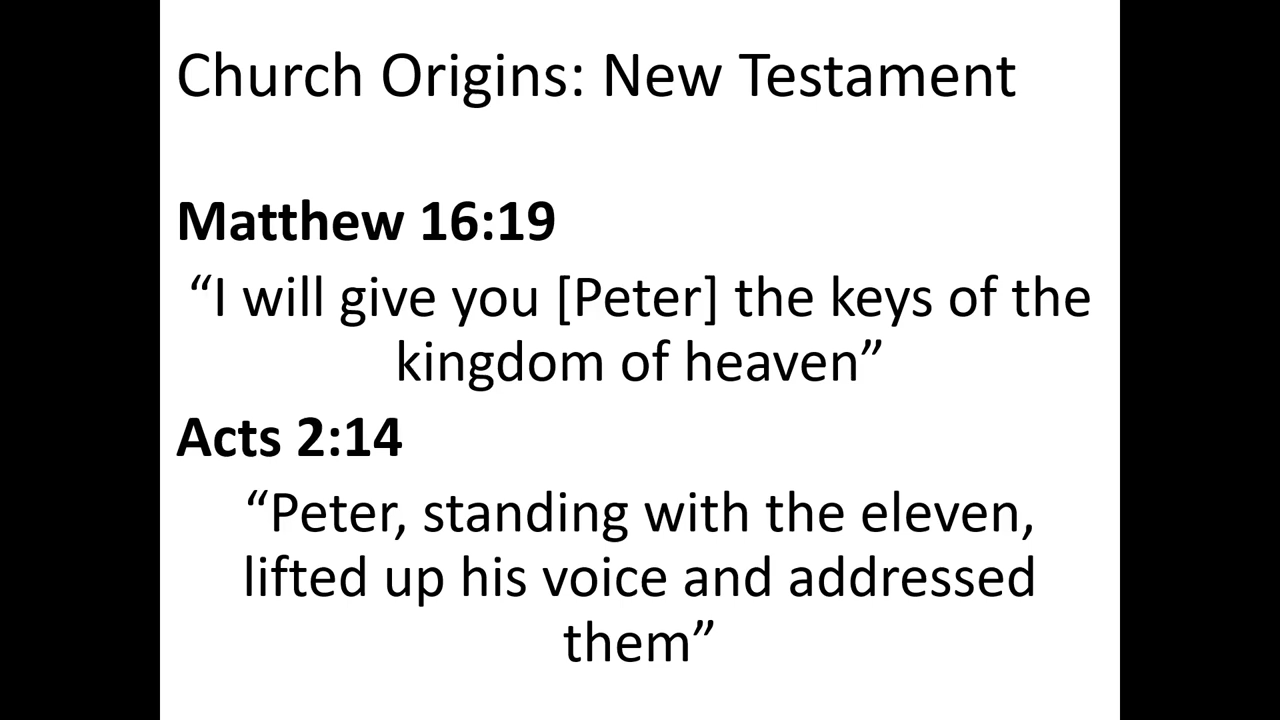 Church Origins: New Testament
Matthew 16:19
“I will give you [Peter] the keys of the
kingdom of heaven”
Acts 2:14
“Peter, standing with the eleven,
lifted up his voice and addressed
them”